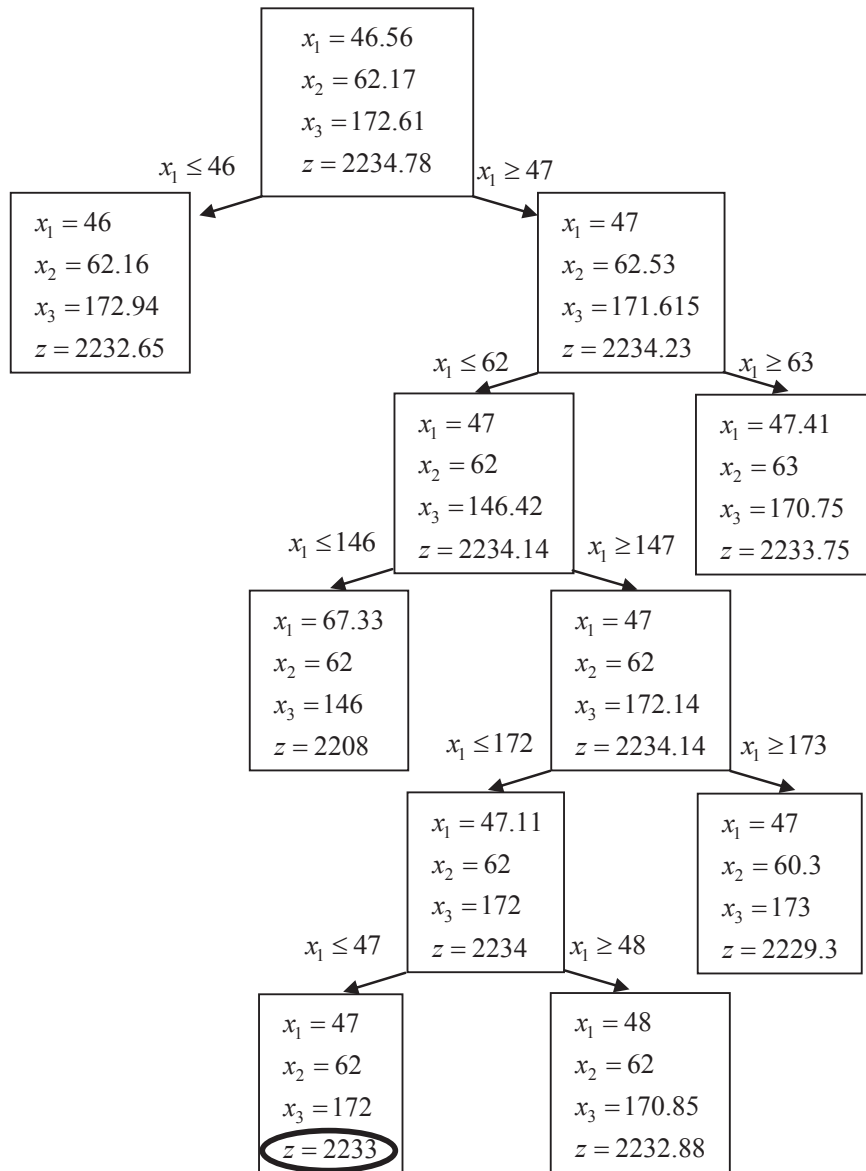 x₁ = 46.56
x₂ = 62.17
x₃ = 172.61
z = 2234.78
x₁ ≤ 46
x₁ ≥ 47
x₁ = 46
x₂ = 62.16
x₃ = 172.94
z = 2232.65
x₁ = 47
x₂ = 62.53
x₃ = 171.615
z = 2234.23
x₁ ≤ 62
x₁ ≥ 63
x₁ = 47
x₂ = 62
x₃ = 146.42
z = 2234.14
x₁ = 47.41
x₂ = 63
x₃ = 170.75
z = 2233.75
x₁ ≤ 146
x₁ ≥ 147
x₁ = 67.33
x₂ = 62
x₃ = 146
z = 2208
x₁ = 47
x₂ = 62
x₃ = 172.14
z = 2234.14
x₁ ≤ 172
x₁ ≥ 173
x₁ = 47.11
x₂ = 62
x₃ = 172
z = 2234
x₁ = 47
x₂ = 60.3
x₃ = 173
z = 2229.3
x₁ ≤ 47
x₁ ≥ 48
x₁ = 47
x₂ = 62
x₃ = 172
z = 2233
x₁ = 48
x₂ = 62
x₃ = 170.85
z = 2232.88